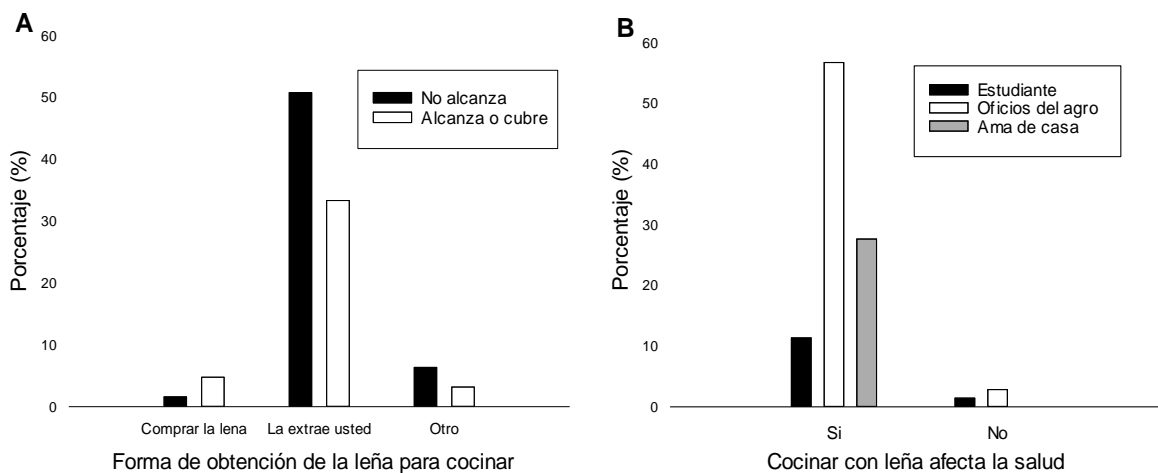 A
60
50
40
30
20
10
0
Porcentaje (%)
No alcanza
Alcanza o cubre
Comprar la lena
La extrae usted
Otro
Forma de obtención de la leña para cocinar
B
60
50
40
30
20
10
0
Porcentaje (%)
Estudiante
Oficios del agro
Ama de casa
Si
No
Cocinar con leña afecta la salud